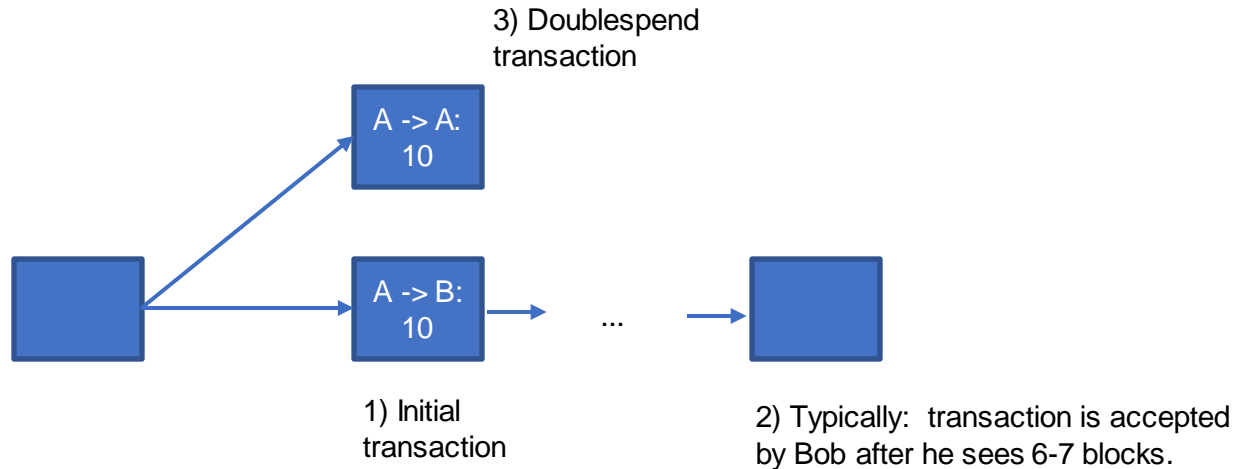 3) Doublespend
transaction
A -> A:
10
A -> B:
10
...
1) Initial
transaction
2) Typically: transaction is accepted
by Bob after he sees 6-7 blocks.